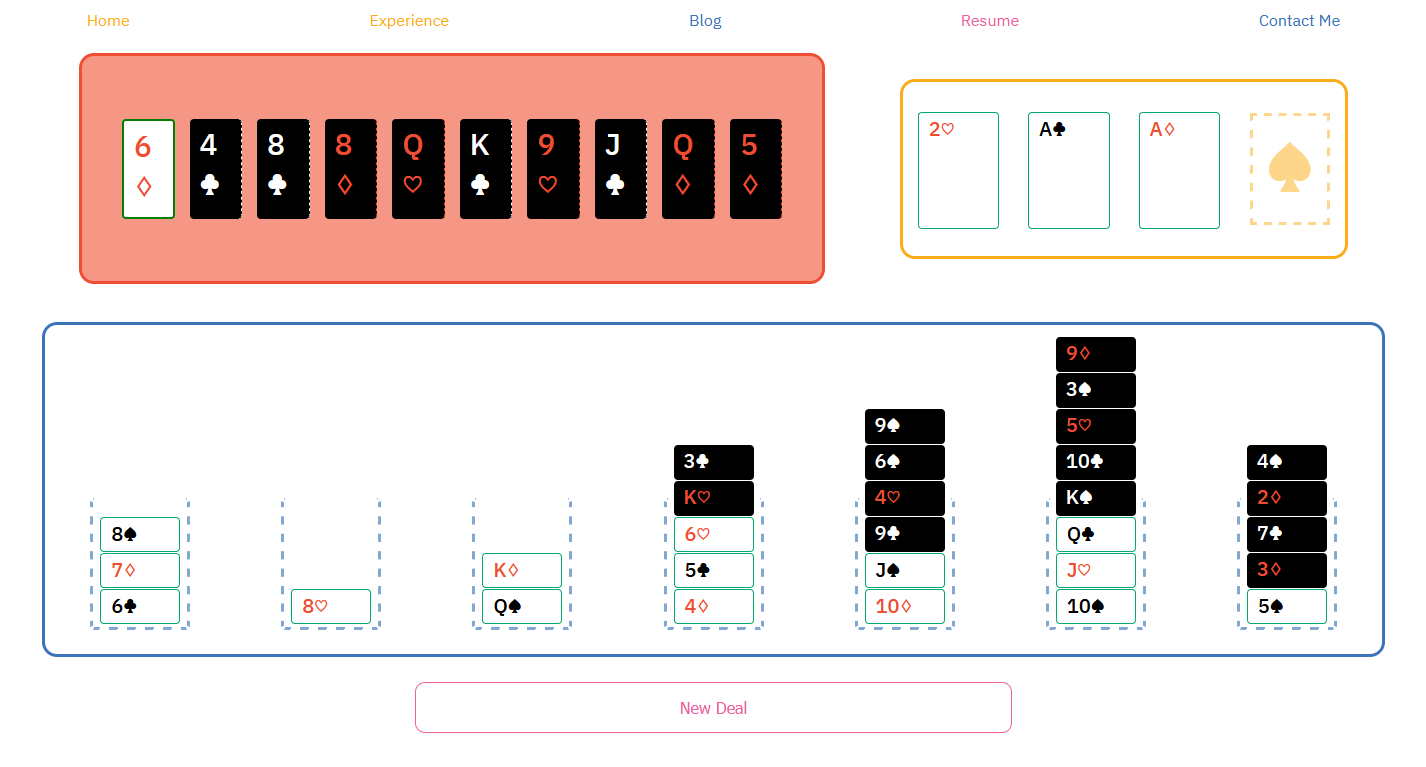 Home Experience Blog Resume Contact Me
6 4 8 8 Q K 9 J Q 5
♢ ♣ ♣ ♢ ♡ ♣ ♡ ♣ ♢ ♢
2♡ A♣ A♢ ♠
9♢
3♠
9♠ 5♡
3♣ 6♠ 10♣ 4♠
K♡ 4♡ K♠ 2♢
8♠ 6♡ 9♣ Q♣ 7♣
7♢ K♢ 5♣ J♠ J♡ 3♢
6♣ 8♡ Q♠ 4♢ 10♢ 10♠ 5♠
New Deal